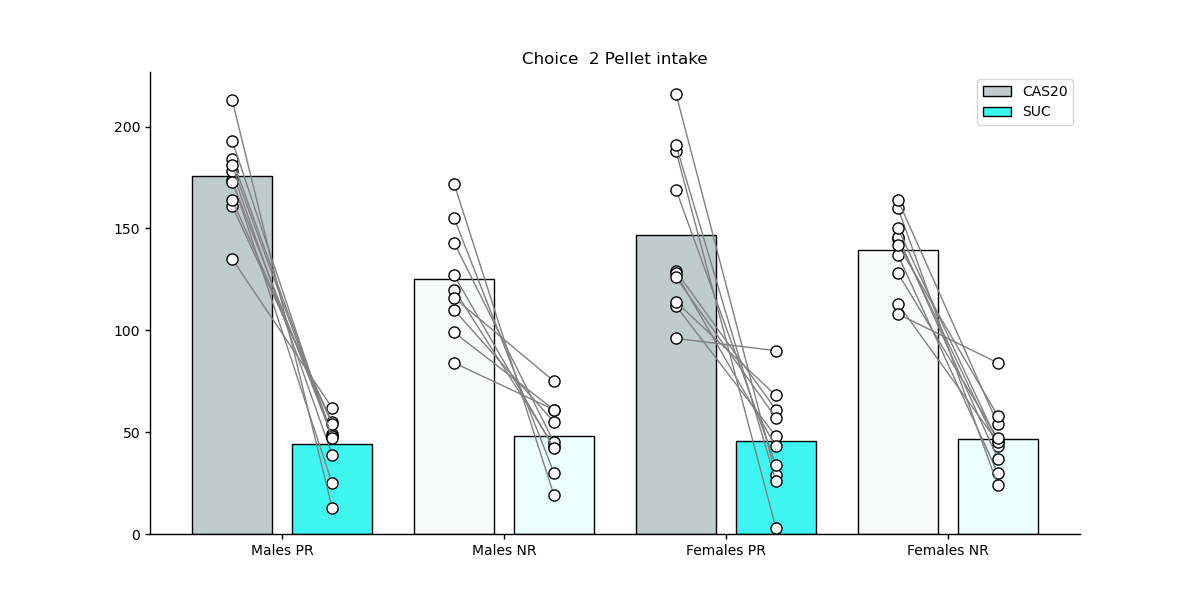 Choice  2 Pellet intake
CAS20
SUC
200
150
100
50
0
Males PR
Males NR
Females PR
Females NR